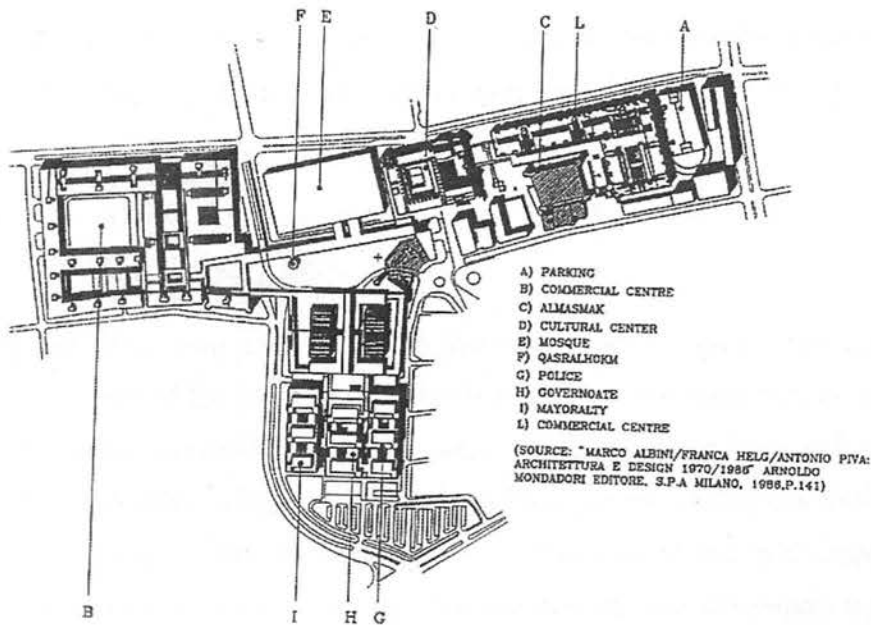 F E D C L A
A) PARKING
B) COMMERCIAL CENTRE
C) ALMASMAK
D) CULTURAL CENTER
E) MOSQUE
F) QASRALHOKM
G) POLICE
H) GOVERNOATE
I) MAYORALTY
L) COMMERCIAL CENTRE
(SOURCE: "MARCO ALBINI/FRANCA HELG/ANTONIO PIVA:
ARCHITETTURA E DESIGN 1970/1986" ARNOLDO
MONDADORI EDITORE, S.P.A MILANO, 1986,P.141)
B I H G